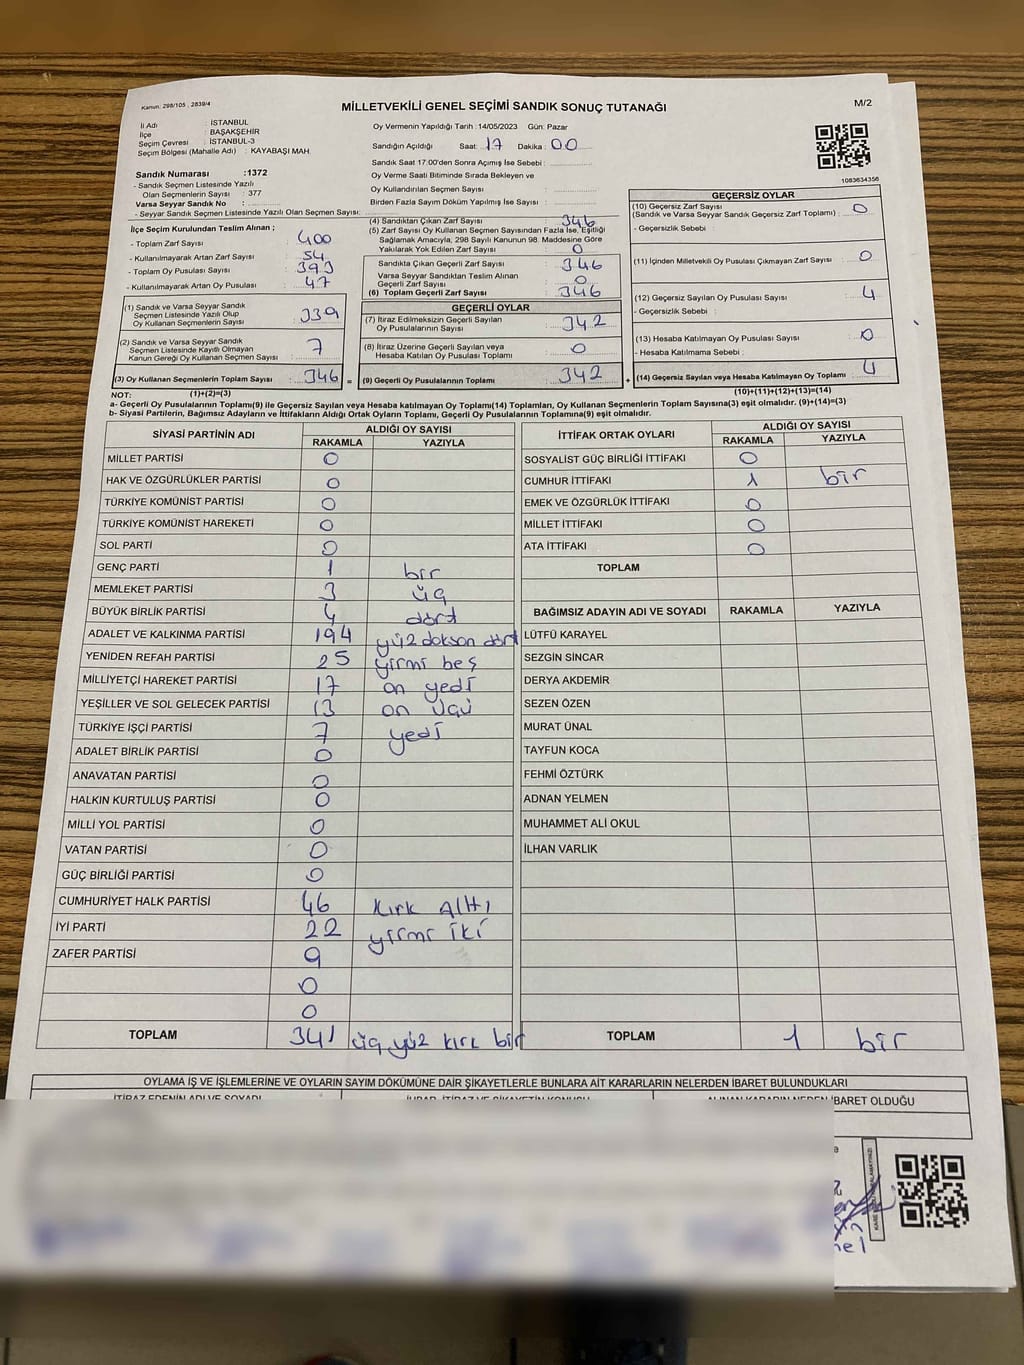 Kanun: 298/105 , 2839/4
MİLLETVEKİLİ GENEL SEÇİMİ SANDIK SONUÇ TUTANAĞI
M/2
İl Adı : İSTANBUL
İlçe : BAŞAKŞEHİR
Seçim Çevresi : İSTANBUL-3
Seçim Bölgesi (Mahalle Adı) : KAYABAŞI MAH.
Oy Vermenin Yapıldığı Tarih : 14/05/2023 Gün: Pazar
Sandığın Açıldığı Saat: 17 Dakika : 00
Sandık Saat 17:00'den Sonra Açımış İse Sebebi :
Oy Verme Saati Bitiminde Sırada Bekleyen ve
Oy Kullandırılan Seçmen Sayısı :
Birden Fazla Sayım Döküm Yapılmış İse Sayısı :
1083634356
Sandık Numarası :1372
- Sandık Seçmen Listesinde Yazılı
Olan Seçmenlerin Sayısı : 377
Varsa Seyyar Sandık No :
- Seyyar Sandık Seçmen Listesinde Yazılı Olan Seçmen Sayısı:
İlçe Seçim Kurulundan Teslim Alınan ;
- Toplam Zarf Sayısı : 400
- Kullanılmayarak Artan Zarf Sayısı : 54
- Toplam Oy Pusulası Sayısı : 393
- Kullanılmayarak Artan Oy Pusulası : 47
(1) Sandık ve Varsa Seyyar Sandık
Seçmen Listesinde Yazılı Olup
Oy Kullanan Seçmenlerin Sayısı : 339
(2) Sandık ve Varsa Seyyar Sandık
Seçmen Listesinde Kayıtlı Olmayan
Kanun Gereği Oy Kullanan Seçmen Sayısı : 7
(3) Oy Kullanan Seçmenlerin Toplam Sayısı : 346 =
(4) Sandıktan Çıkan Zarf Sayısı : 346
(5) Zarf Sayısı Oy Kullanan Seçmen Sayısından Fazla İse, Eşitliği
Sağlamak Amacıyla, 298 Sayılı Kanunun 98. Maddesine Göre
Yakılarak Yok Edilen Zarf Sayısı : 0
Sandıkta Çıkan Geçerli Zarf Sayısı : 346
Varsa Seyyar Sandıktan Teslim Alınan
Geçerli Zarf Sayısı : 0
(6) Toplam Geçerli Zarf Sayısı : 346
GEÇERLİ OYLAR
(7) İtiraz Edilmeksizin Geçerli Sayılan
Oy Pusulalarının Sayısı : 342
(8) İtiraz Üzerine Geçerli Sayılan veya
Hesaba Katılan Oy Pusulası Toplamı : 0
(9) Geçerli Oy Pusulalarının Toplamı : 342 +
GEÇERSİZ OYLAR
(10) Geçersiz Zarf Sayısı
(Sandık ve Varsa Seyyar Sandık Geçersiz Zarf Toplamı) : 0
- Geçersizlik Sebebi :
(11) İçinden Milletvekili Oy Pusulası Çıkmayan Zarf Sayısı : 0
(12) Geçersiz Sayılan Oy Pusulası Sayısı : 4
- Geçersizlik Sebebi :
(13) Hesaba Katılmayan Oy Pusulası Sayısı : 0
- Hesaba Katılmama Sebebi :
(14) Geçersiz Sayılan veya Hesaba Katılmayan Oy Toplamı : 4
NOT: (1)+(2)=(3) (10)+(11)+(12)+(13)=(14)
a- Geçerli Oy Pusulalarının Toplamı(9) ile Geçersiz Sayılan veya Hesaba katılmayan Oy Toplamı(14) Toplamları, Oy Kullanan Seçmenlerin Toplam Sayısına(3) eşit olmalıdır. (9)+(14)=(3)
b- Siyasi Partilerin, Bağımsız Adayların ve İttifakların Aldığı Ortak Oyların Toplamı, Geçerli Oy Pusulalarının Toplamına(9) eşit olmalıdır.
SİYASİ PARTİNİN ADI ALDIĞI OY SAYISI
RAKAMLA YAZIYLA
MİLLET PARTİSİ 0
HAK VE ÖZGÜRLÜKLER PARTİSİ 0
TÜRKİYE KOMÜNİST PARTİSİ 0
TÜRKİYE KOMÜNİST HAREKETİ 0
SOL PARTİ 0
GENÇ PARTİ 1 bir
MEMLEKET PARTİSİ 3 üç
BÜYÜK BİRLİK PARTİSİ 4 dört
ADALET VE KALKINMA PARTİSİ 194 yüz doksan dört
YENİDEN REFAH PARTİSİ 25 yirmi beş
MİLLİYETÇİ HAREKET PARTİSİ 17 on yedi
YEŞİLLER VE SOL GELECEK PARTİSİ 13 on üçü
TÜRKİYE İŞÇİ PARTİSİ 7 yedi
ADALET BİRLİK PARTİSİ 0
ANAVATAN PARTİSİ 0
HALKIN KURTULUŞ PARTİSİ 0
MİLLİ YOL PARTİSİ 0
VATAN PARTİSİ 0
GÜÇ BİRLİĞİ PARTİSİ 0
CUMHURİYET HALK PARTİSİ 46 kırk Altı
İYİ PARTİ 22 yirmi iki
ZAFER PARTİSİ 9
0
0
TOPLAM 341 üç yüz kırk bir
İTTİFAK ORTAK OYLARI ALDIĞI OY SAYISI
RAKAMLA YAZIYLA
SOSYALİST GÜÇ BİRLİĞİ İTTİFAKI 0
CUMHUR İTTİFAKI 1 bir
EMEK VE ÖZGÜRLÜK İTTİFAKI 0
MİLLET İTTİFAKI 0
ATA İTTİFAKI 0
TOPLAM
BAĞIMSIZ ADAYIN ADI VE SOYADI RAKAMLA YAZIYLA
LÜTFÜ KARAYEL
SEZGİN SİNCAR
DERYA AKDEMİR
SEZEN ÖZEN
MURAT ÜNAL
TAYFUN KOCA
FEHMİ ÖZTÜRK
ADNAN YELMEN
MUHAMMET ALİ OKUL
İLHAN VARLIK
TOPLAM 1 bir
OYLAMA İŞ VE İŞLEMLERİNE VE OYLARIN SAYIM DÖKÜMÜNE DAİR ŞİKAYETLERLE BUNLARA AİT KARARLARIN NELERDEN İBARET BULUNDUKLARI
İTİRAZ EDENİN ADI VE SOYADI İHBAR, İTİRAZ VE ŞİKAYETİN KONUSU ALINAN KARARIN NEDEN İBARET OLDUĞU